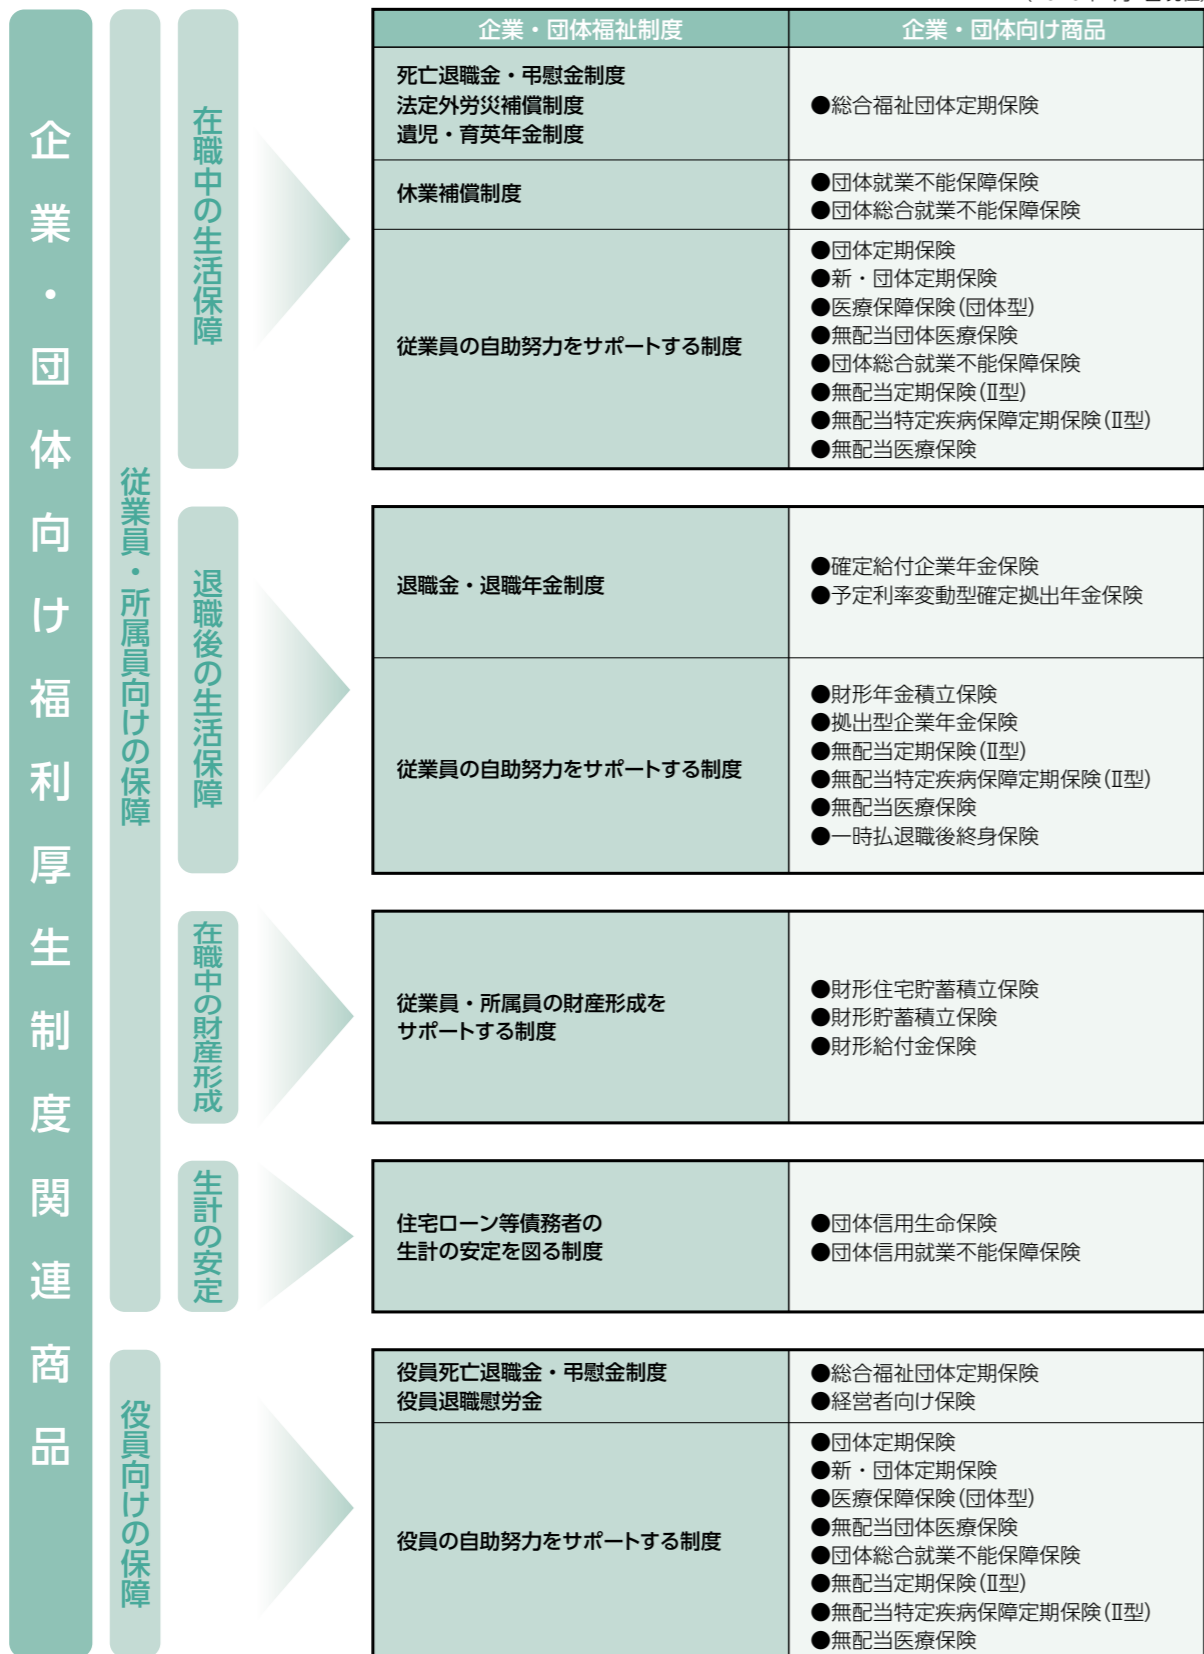 企業・団体向け福利厚生制度関連商品
従業員・所属員向けの保障
在職中の生活保障
企業・団体福祉制度
企業・団体向け商品
死亡退職金・弔慰金制度
法定外労災補償制度
遺児・育英年金制度
●総合福祉団体定期保険
休業補償制度
●団体就業不能保障保険
●団体総合就業不能保障保険
従業員の自助努力をサポートする制度
●団体定期保険
●新・団体定期保険
●医療保障保険(団体型)
●無配当団体医療保険
●団体総合就業不能保障保険
●無配当定期保険(Ⅱ型)
●無配当特定疾病保障定期保険(Ⅱ型)
●無配当医療保険
退職後の生活保障
退職金・退職年金制度
●確定給付企業年金保険
●予定利率変動型確定拠出年金保険
従業員の自助努力をサポートする制度
●財形年金積立保険
●拠出型企業年金保険
●無配当定期保険(Ⅱ型)
●無配当特定疾病保障定期保険(Ⅱ型)
●無配当医療保険
●一時払退職後終身保険
在職中の財産形成
従業員・所属員の財産形成を
サポートする制度
●財形住宅貯蓄積立保険
●財形貯蓄積立保険
●財形給付金保険
生計の安定
住宅ローン等債務者の
生計の安定を図る制度
●団体信用生命保険
●団体信用就業不能保障保険
役員向けの保障
役員死亡退職金・弔慰金制度
役員退職慰労金
●総合福祉団体定期保険
●経営者向け保険
役員の自助努力をサポートする制度
●団体定期保険
●新・団体定期保険
●医療保障保険(団体型)
●無配当団体医療保険
●団体総合就業不能保障保険
●無配当定期保険(Ⅱ型)
●無配当特定疾病保障定期保険(Ⅱ型)
●無配当医療保険